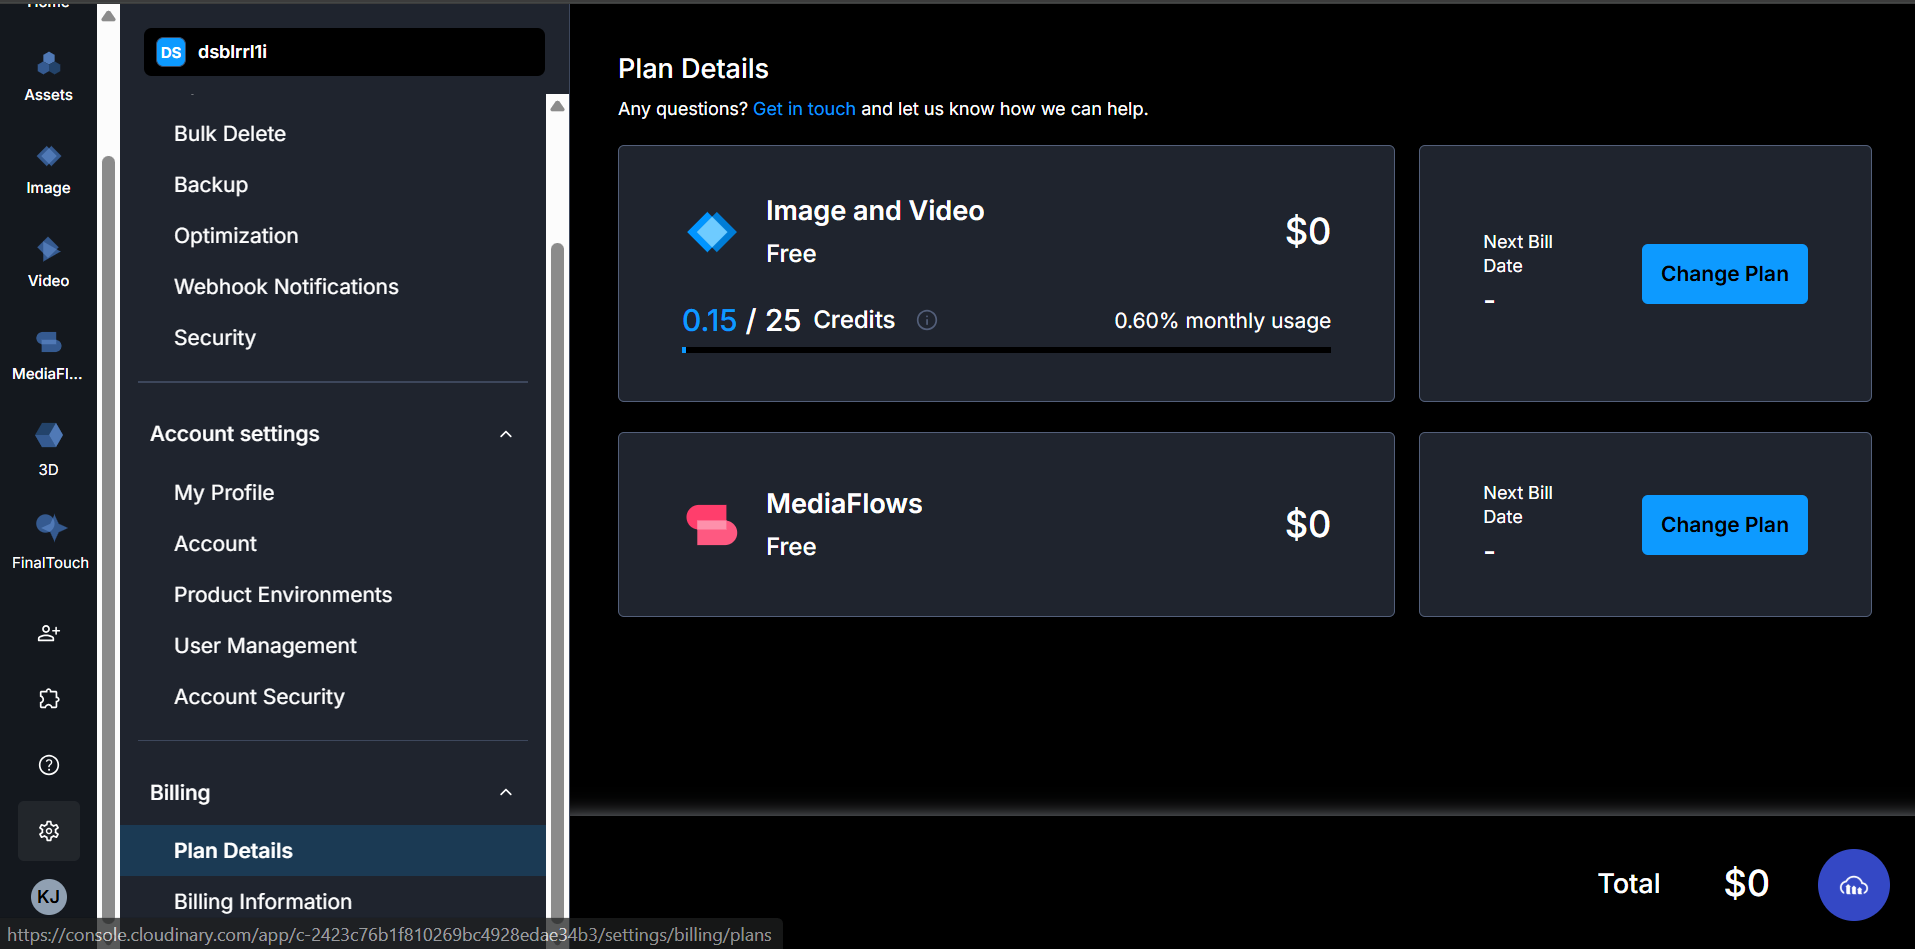 Home
Assets
Image
Video
MediaFl...
3D
FinalTouch
KJ
DS
dsblrrl1i
Bulk Delete
Backup
Optimization
Webhook Notifications
Security
Account settings
My Profile
Account
Product Environments
User Management
Account Security
Billing
Plan Details
Billing Information
Plan Details
Any questions? Get in touch and let us know how we can help.
Image and Video
Free
$0
0.15 / 25 Credits
0.60% monthly usage
Next Bill
Date
-
Change Plan
MediaFlows
Free
$0
Next Bill
Date
-
Change Plan
Total $0
https://console.cloudinary.com/app/c-2423c76b1f810269bc4928edae34b3/settings/billing/plans